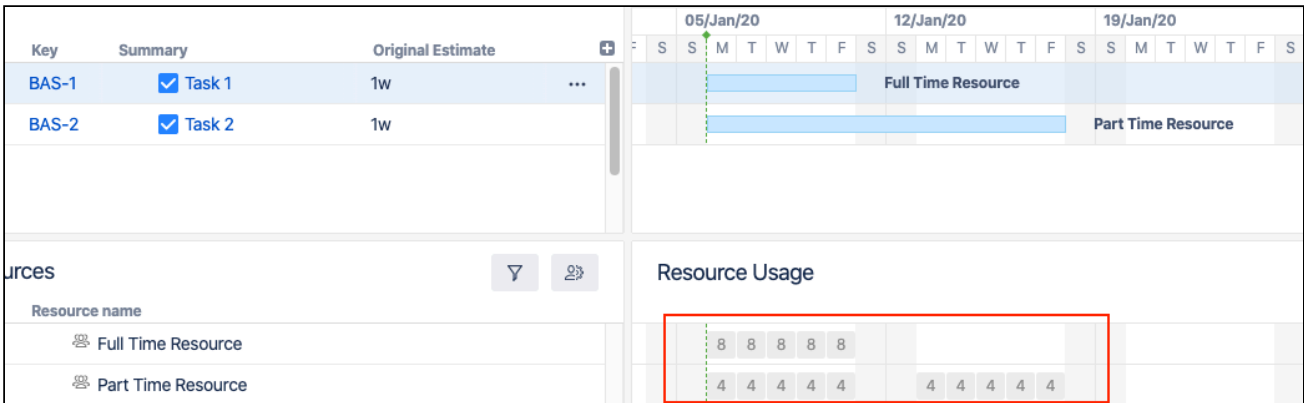 05/Jan/20 12/Jan/20 19/Jan/20
Key Summary Original Estimate F S S M T W T F S S M T W T F S S M T W T F S
BAS-1 Task 1 1w ... Full Time Resource
BAS-2 Task 2 1w Part Time Resource
urces Resource Usage
Resource name
Full Time Resource 8 8 8 8 8
Part Time Resource 4 4 4 4 4 4 4 4 4 4